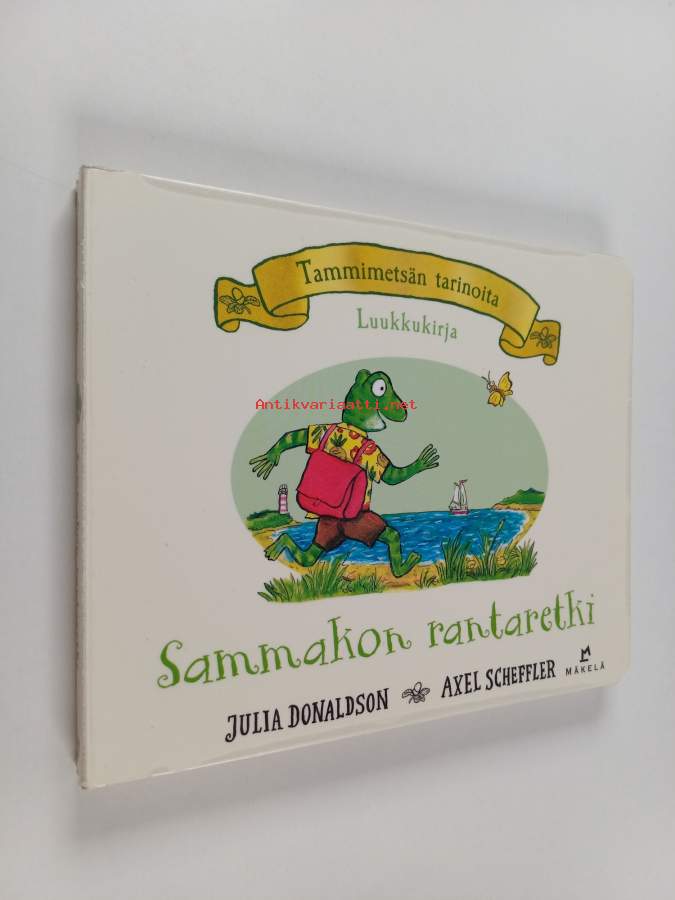 Tammimetsän tarinoita
Luukkukirja
Antikvariaatti.net
Sammakon rantaretki
JULIA DONALDSON AXEL SCHEFFLER
MÄKELÄ